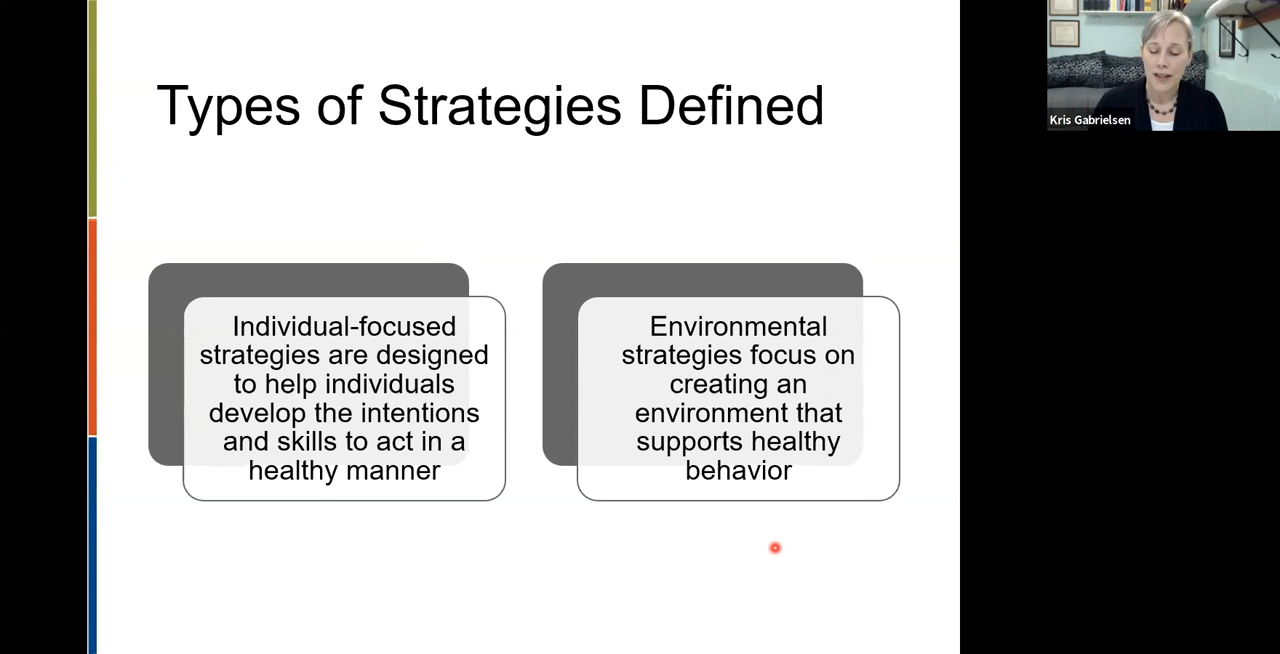 Types of Strategies Defined
Individual-focused
strategies are designed
to help individuals
develop the intentions
and skills to act in a
healthy manner
Environmental
strategies focus on
creating an
environment that
supports healthy
behavior
Kris Gabrielsen